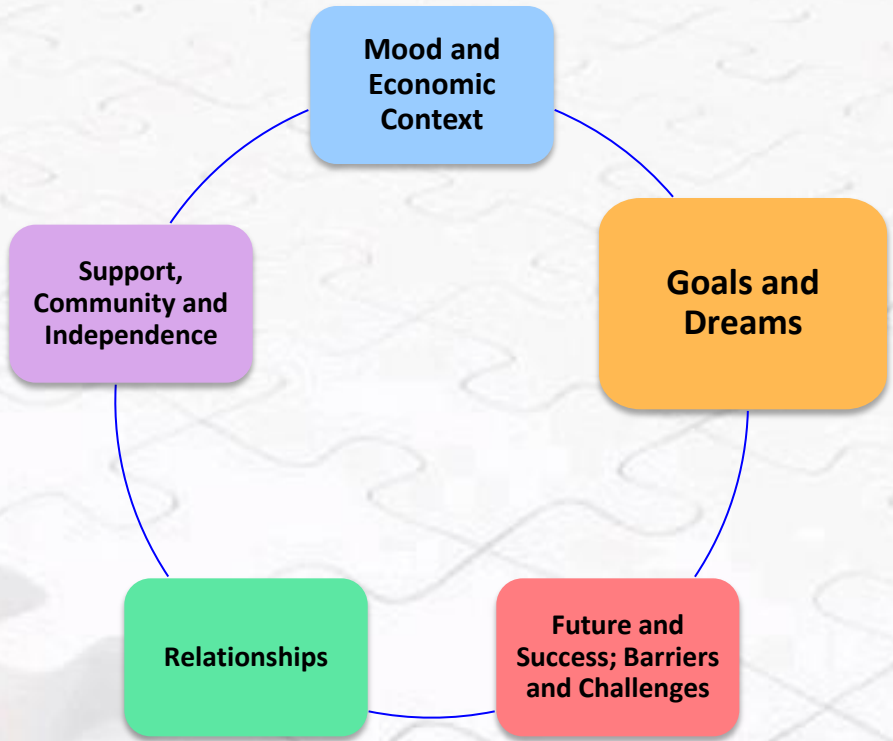 Mood and
Economic
Context
Goals and
Dreams
Future and
Success; Barriers
and Challenges
Relationships
Support,
Community and
Independence